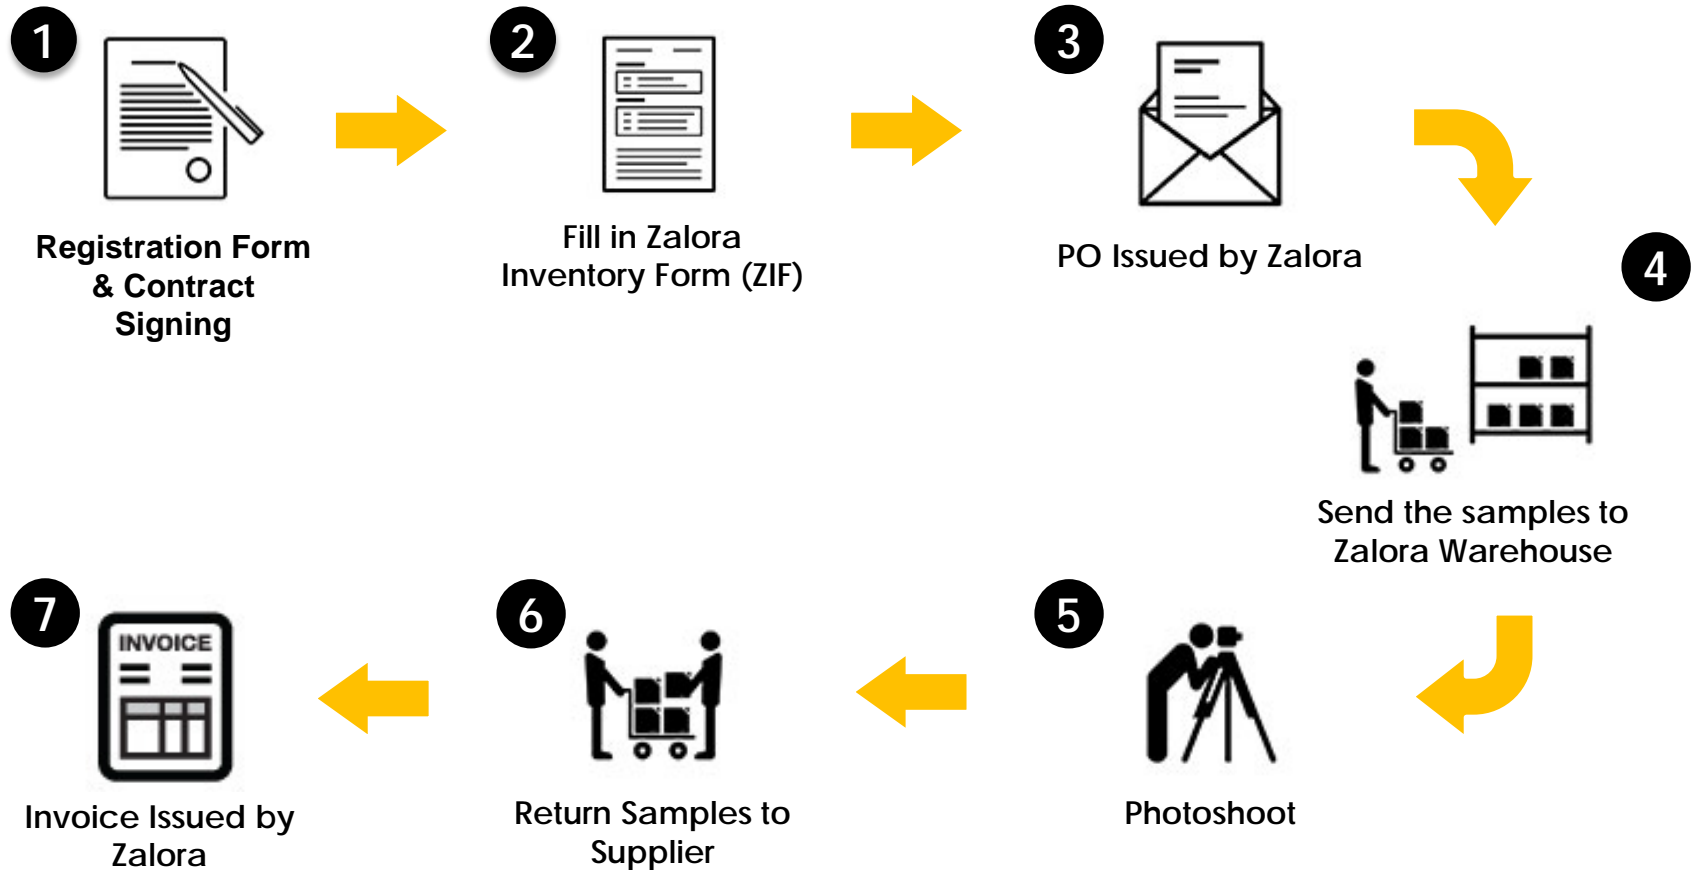 1
Registration Form
& Contract
Signing
2
Fill in Zalora
Inventory Form (ZIF)
3
PO Issued by Zalora
4
Send the samples to
Zalora Warehouse
5
Photoshoot
6
Return Samples to
Supplier
7
INVOICE
Invoice Issued by
Zalora